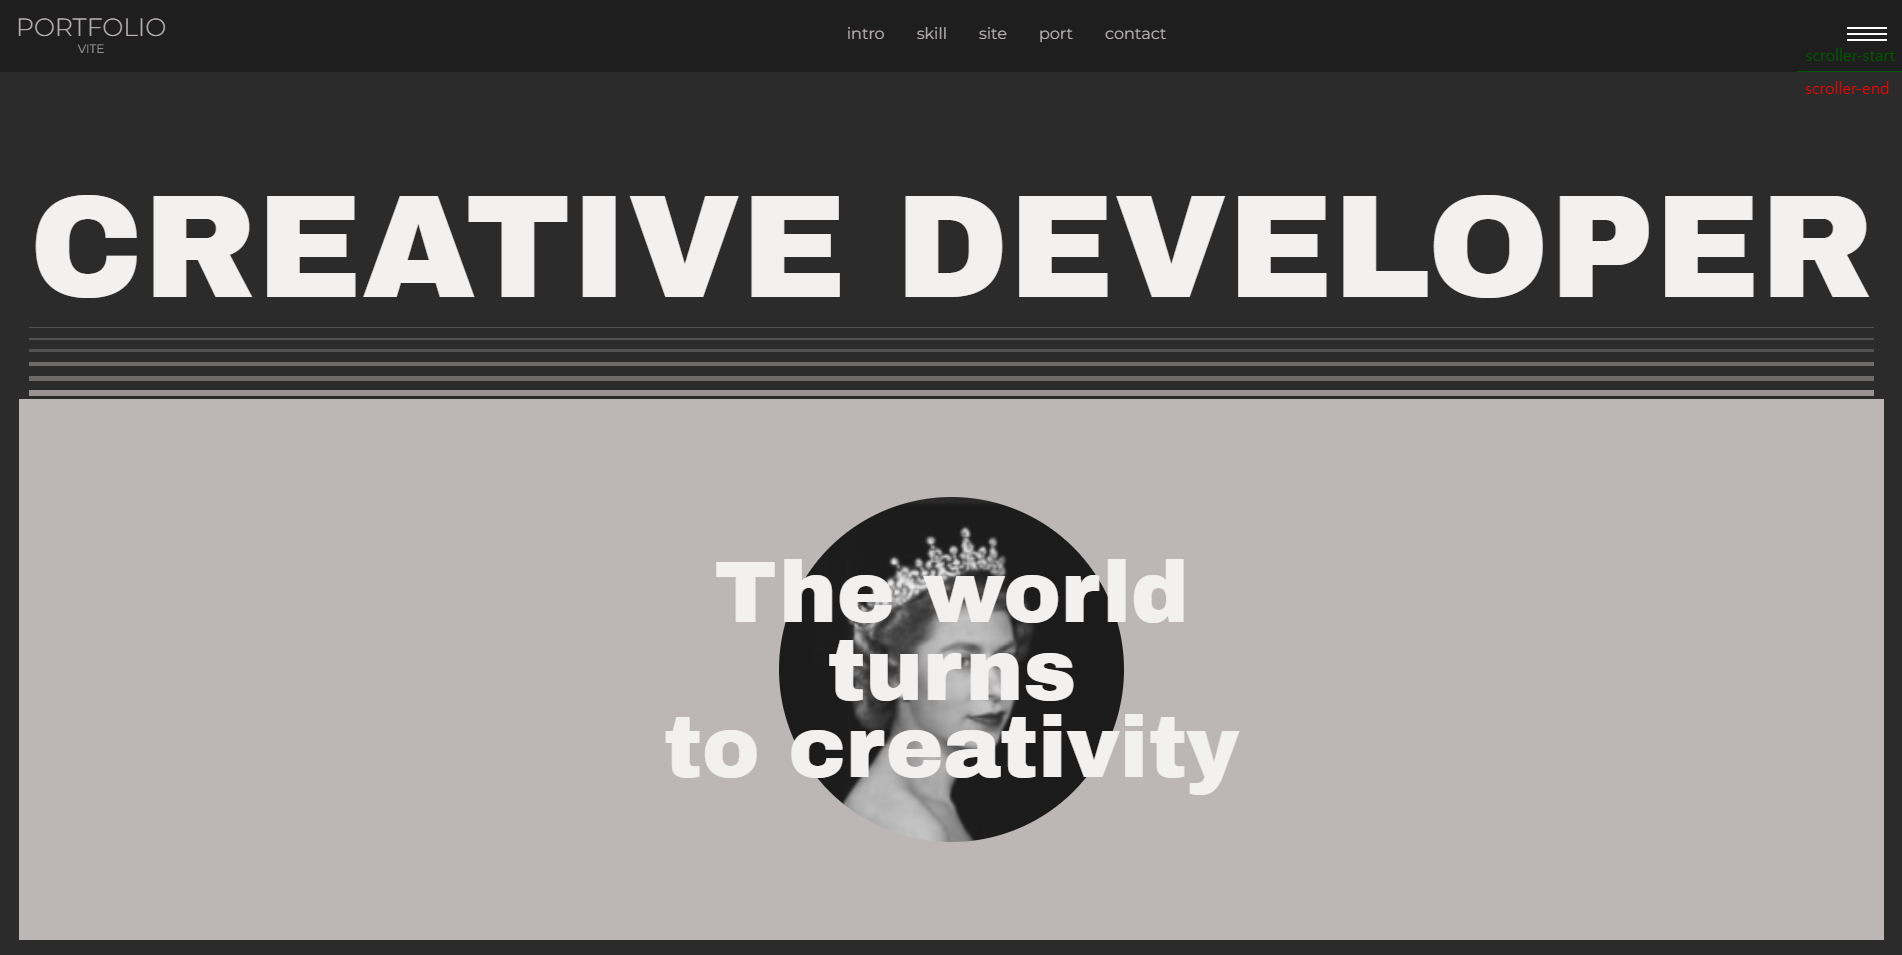 PORTFOLIO
VITE
intro skill site port contact
scroller-start
scroller-end
CREATIVE DEVELOPER
The world
turns
to creativity